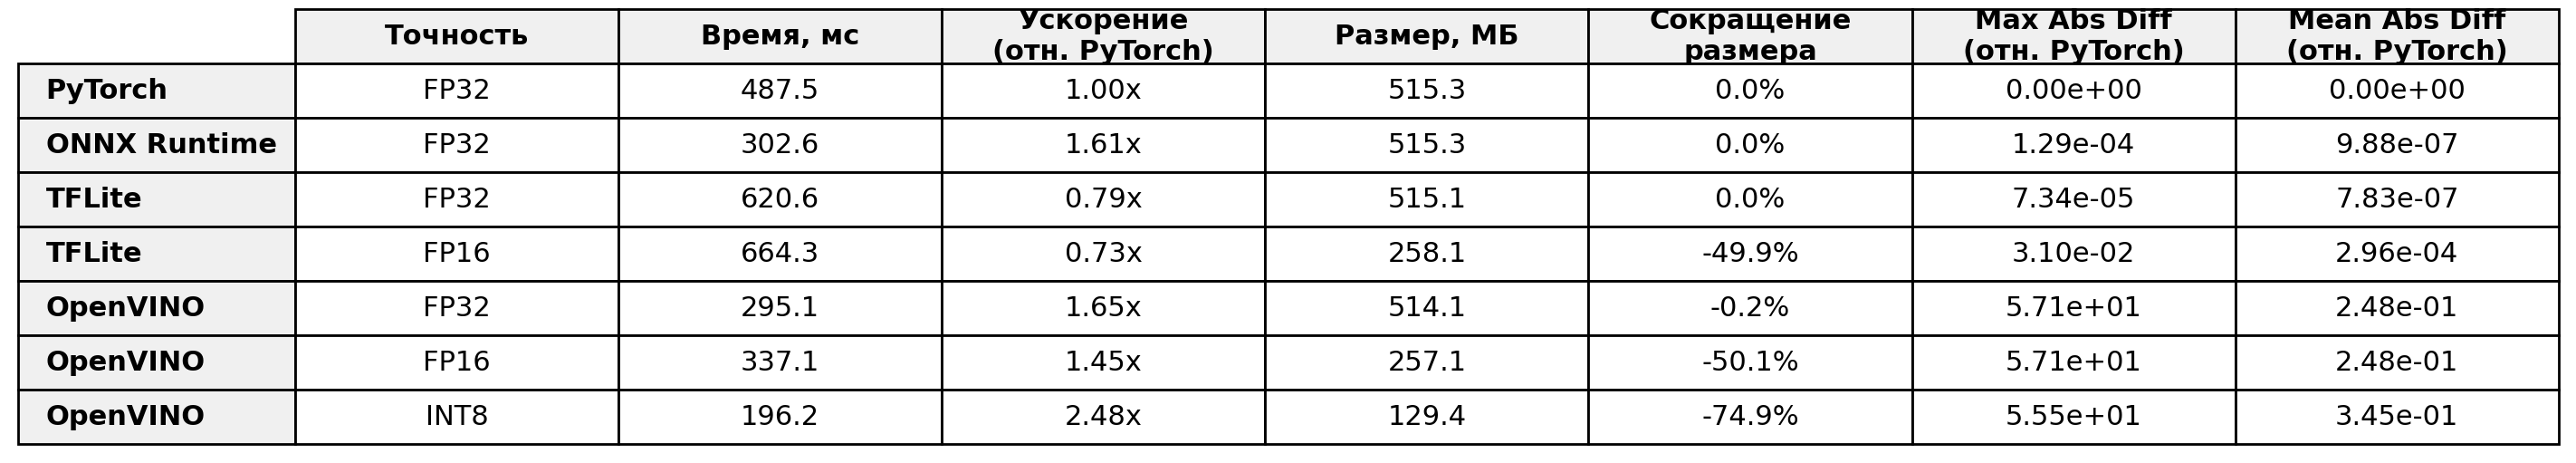 Точность Время, мс Ускорение (отн. PyTorch) Размер, МБ Сокращение размера Max Abs Diff (отн. PyTorch) Mean Abs Diff (отн. PyTorch)
PyTorch FP32 487.5 1.00x 515.3 0.0% 0.00e+00 0.00e+00
ONNX Runtime FP32 302.6 1.61x 515.3 0.0% 1.29e-04 9.88e-07
TFLite FP32 620.6 0.79x 515.1 0.0% 7.34e-05 7.83e-07
TFLite FP16 664.3 0.73x 258.1 -49.9% 3.10e-02 2.96e-04
OpenVINO FP32 295.1 1.65x 514.1 -0.2% 5.71e+01 2.48e-01
OpenVINO FP16 337.1 1.45x 257.1 -50.1% 5.71e+01 2.48e-01
OpenVINO INT8 196.2 2.48x 129.4 -74.9% 5.55e+01 3.45e-01